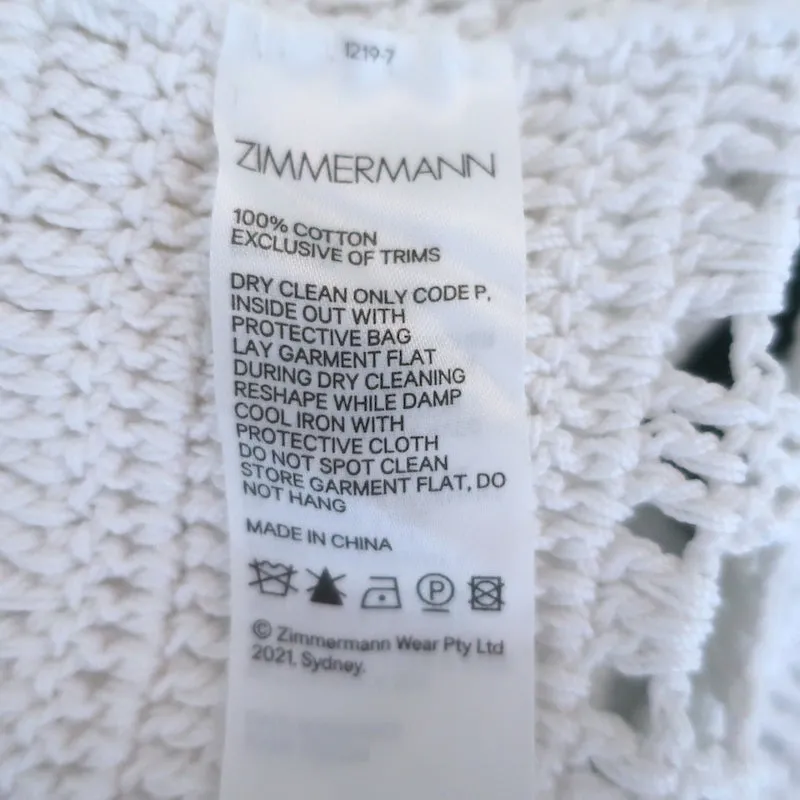 1219-7
ZIMMERMANN
100% COTTON
EXCLUSIVE OF TRIMS
DRY CLEAN ONLY CODE P,
INSIDE OUT WITH
PROTECTIVE BAG
LAY GARMENT FLAT
DURING DRY CLEANING
RESHAPE WHILE DAMP
COOL IRON WITH
PROTECTIVE CLOTH
DO NOT SPOT CLEAN
STORE GARMENT FLAT, DO
NOT HANG
MADE IN CHINA
P
© Zimmermann Wear Pty Ltd
2021, Sydney.